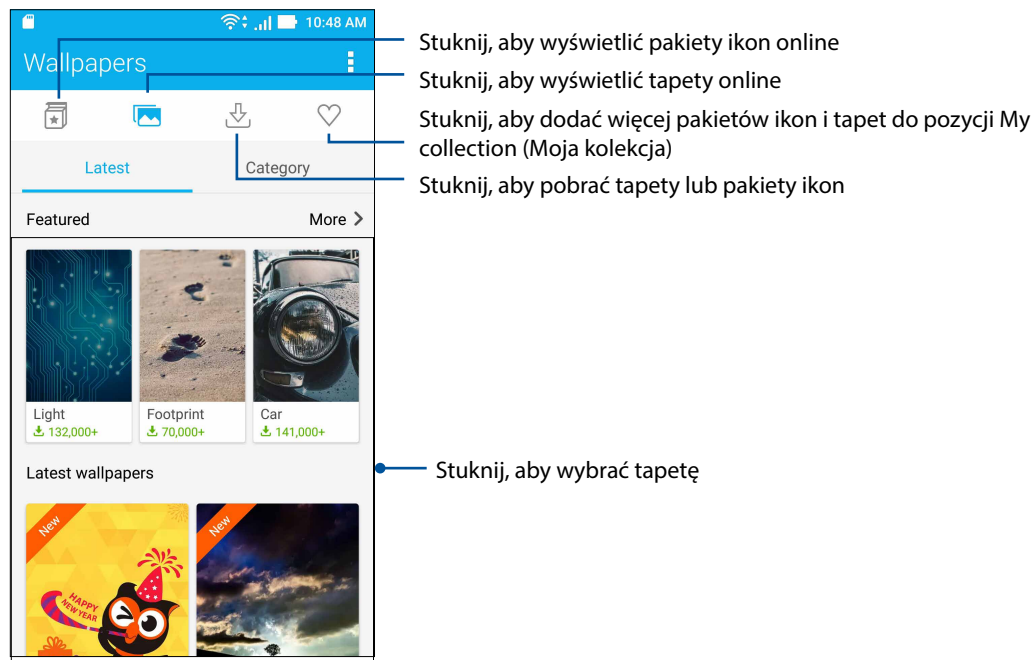 10:48 AM
Wallpapers
Latest
Category
Featured
More
Light
132,000+
Footprint
70,000+
Car
141,000+
Latest wallpapers
New
HAPPY
NEW YEAR
New
Stuknij, aby wyświetlić pakiety ikon online
Stuknij, aby wyświetlić tapety online
Stuknij, aby dodać więcej pakietów ikon i tapet do pozycji My
collection (Moja kolekcja)
Stuknij, aby pobrać tapety lub pakiety ikon
Stuknij, aby wybrać tapetę